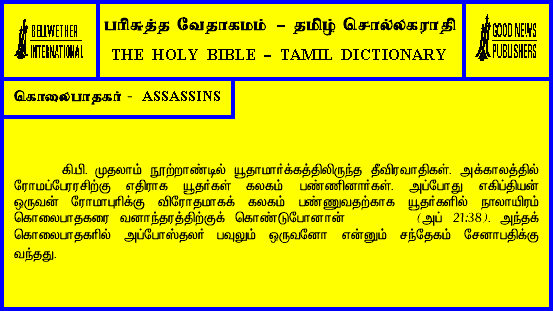 BELLWETHER
INTERNATIONAL
பரிசுத்த வேதாகமம் – தமிழ் சொல்லகராதி
THE HOLY BIBLE – TAMIL DICTIONARY
GOOD NEWS
PUBLISHERS
கொலைபாதகர் - ASSASSINS
கி.பி. முதலாம் நூற்றாண்டில் யூதாமார்க்கத்திலிருந்த தீவிரவாதிகள். அக்காலத்தில்
ரோமப்பேரரசிற்கு எதிராக யூதர்கள் கலகம் பண்ணினார்கள். அப்போது எகிப்தியன்
ஒருவன் ரோமாபுரிக்கு விரோதமாகக் கலகம் பண்ணுவதற்காக யூதர்களில் நாலாயிரம்
கொலைபாதகரை வனாந்தரத்திற்குக் கொண்டுபோனான் (அப் 21:38). அந்தக்
கொலைபாதகரில் அப்போஸ்தலர் பவுலும் ஒருவனோ என்னும் சந்தேகம் சேனாபதிக்கு
வந்தது.